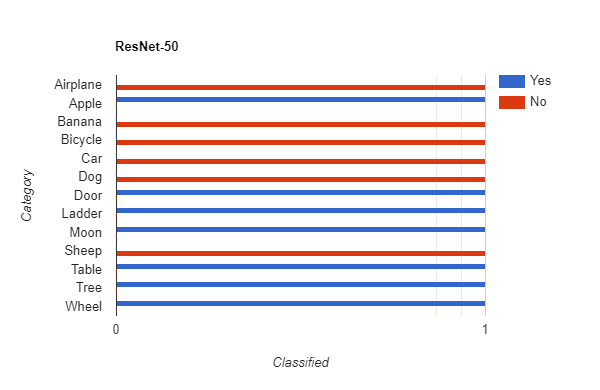 ResNet-50
Yes
No
Airplane
Apple
Banana
Bicycle
Car
Dog
Door
Ladder
Moon
Sheep
Table
Tree
Wheel
Category
0 1
Classified